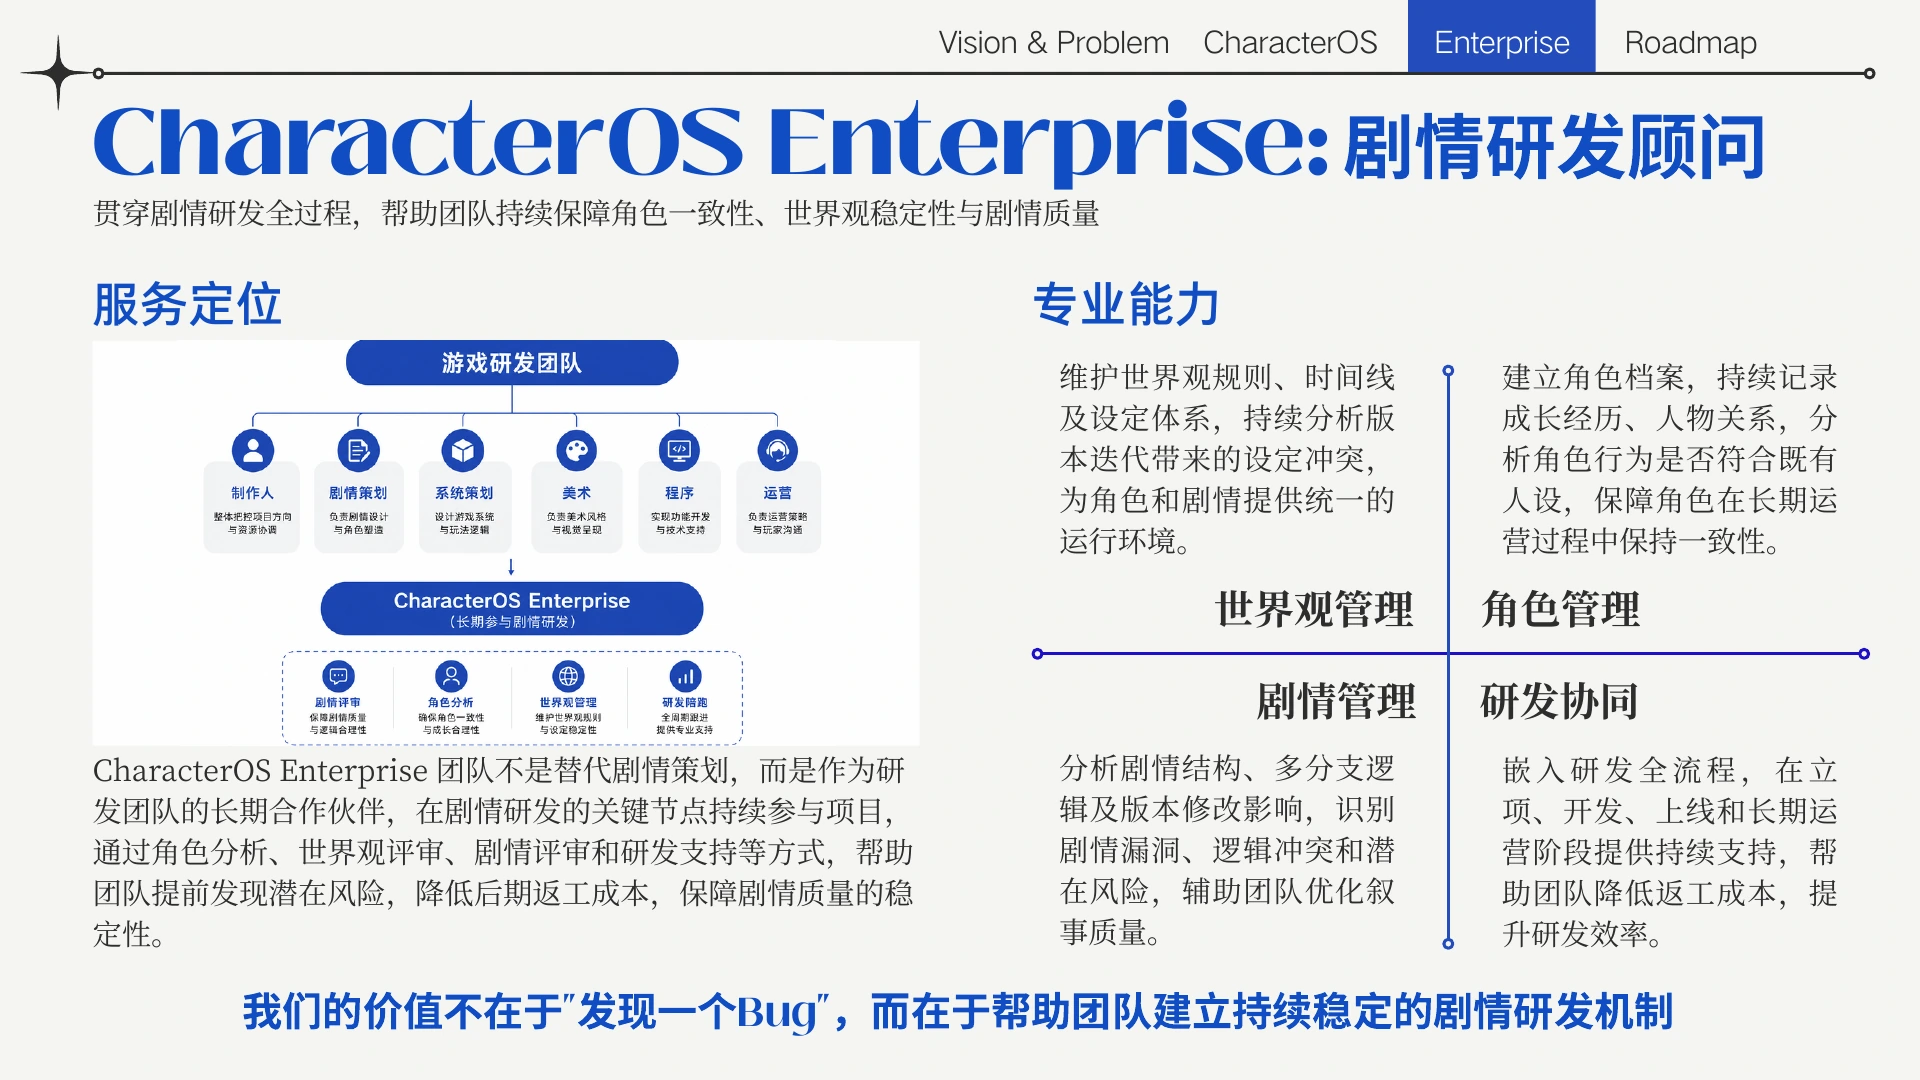 Vision & Problem
CharacterOS
Enterprise
Roadmap
CharacterOS Enterprise: 剧情研发顾问
贯穿剧情研发全过程，帮助团队持续保障角色一致性、世界观稳定性与剧情质量
服务定位
游戏研发团队
制作人
整体把控项目方向
与资源协调
剧情策划
负责剧情设计
与角色塑造
系统策划
设计游戏系统
与玩法逻辑
美术
负责美术风格
与视觉呈现
程序
实现功能开发
与技术支持
运营
负责运营策略
与玩家沟通
CharacterOS Enterprise
（长期参与剧情研发）
剧情评审
保障剧情质量
与逻辑合理性
角色分析
确保角色一致性
与成长合理性
世界观管理
维护世界观规则
与设定稳定性
研发陪跑
全周期跟进
提供专业支持
CharacterOS Enterprise 团队不是替代剧情策划，而是作为研
发团队的长期合作伙伴，在剧情研发的关键节点持续参与项目，
通过角色分析、世界观评审、剧情评审和研发支持等方式，帮助
团队提前发现潜在风险，降低后期返工成本，保障剧情质量的稳
定性。
专业能力
维护世界观规则、时间线
及设定体系，持续分析版
本迭代带来的设定冲突，
为角色和剧情提供统一的
运行环境。
世界观管理
建立角色档案，持续记录
成长经历、人物关系，分
析角色行为是否符合既有
人设，保障角色在长期运
营过程中保持一致性。
角色管理
剧情管理
分析剧情结构、多分支逻
辑及版本修改影响，识别
剧情漏洞、逻辑冲突和潜
在风险，辅助团队优化叙
事质量。
研发协同
嵌入研发全流程，在立
项、开发、上线和长期运
营阶段提供持续支持，帮
助团队降低返工成本，提
升研发效率。
我们的价值不在于"发现一个Bug"，而在于帮助团队建立持续稳定的剧情研发机制